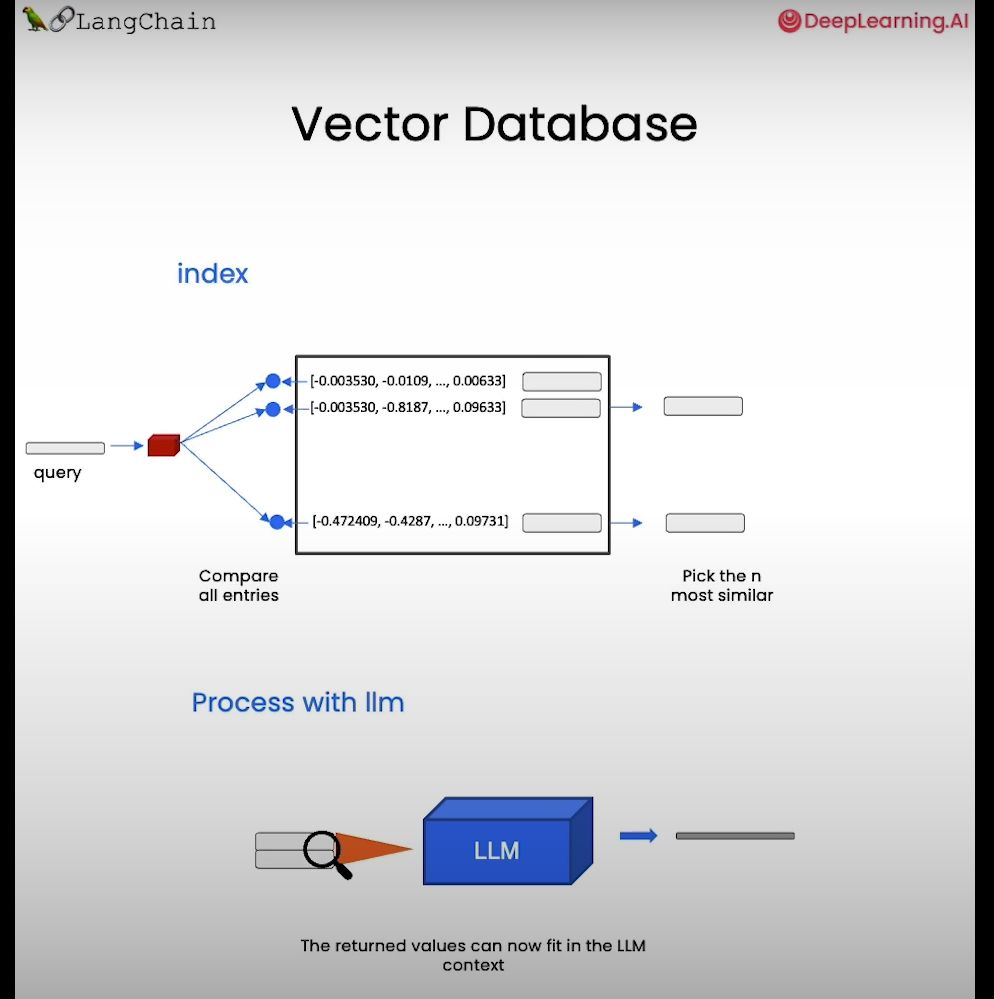 LangChain
DeepLearning.AI
Vector Database
index
[-0.003530, -0.0109, ..., 0.00633]
[-0.003530, -0.8187, ..., 0.09633]
query
[-0.472409, -0.4287, ..., 0.09731]
Compare
all entries
Pick the n
most similar
Process with llm
LLM
The returned values can now fit in the LLM
context